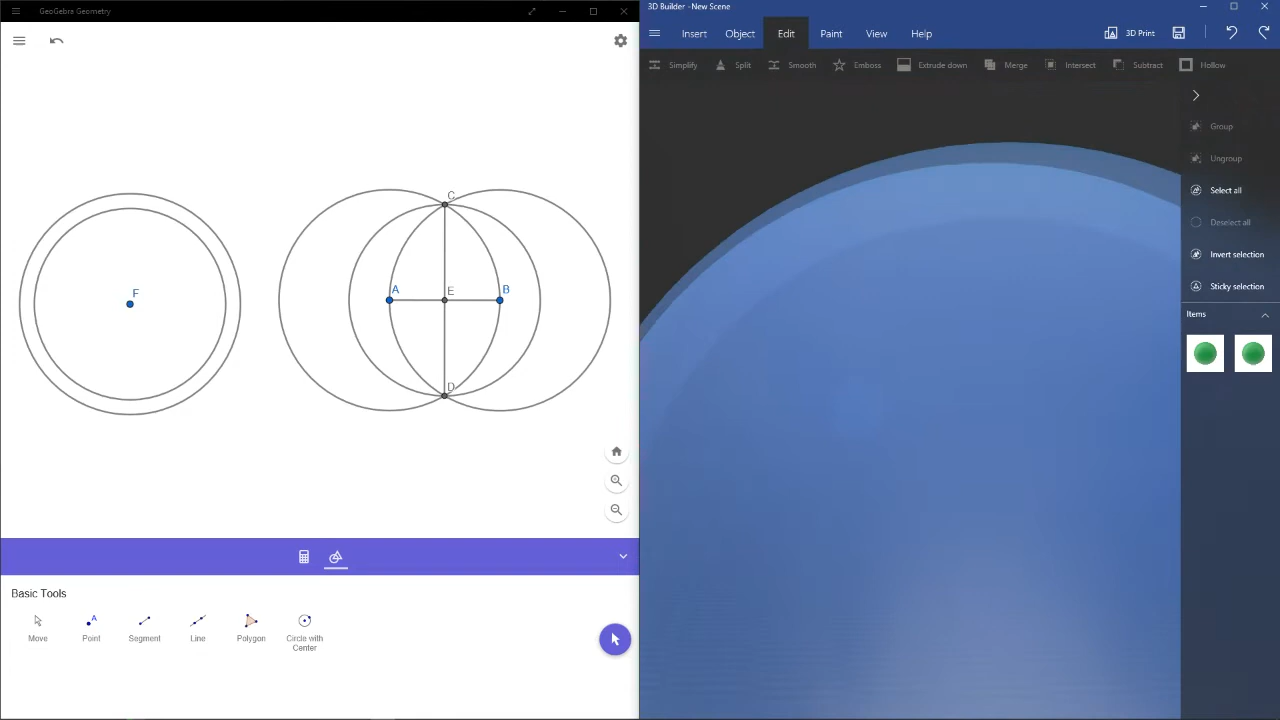 GeoGebra Geometry
F
C
A
E
B
D
Basic Tools
Move
Point
Segment
Line
Polygon
Circle with
Center
A
3D Builder - New Scene
Insert
Object
Edit
Paint
View
Help
3D Print
Simplify
Split
Smooth
Emboss
Extrude down
Merge
Intersect
Subtract
Hollow
Group
Ungroup
Select all
Deselect all
Invert selection
Sticky selection
Items